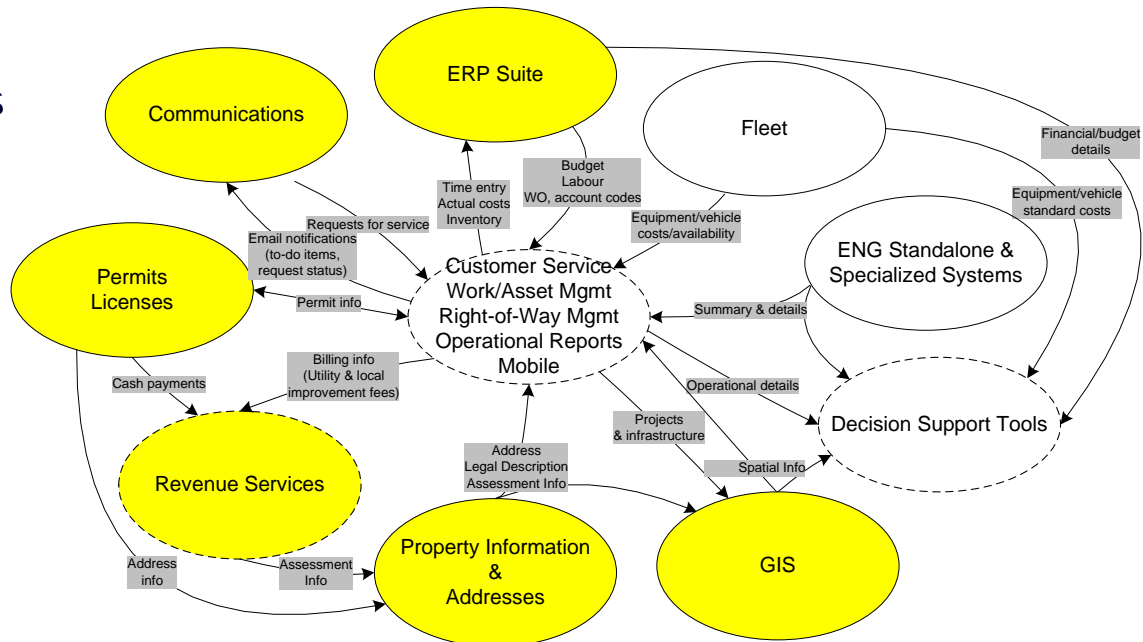 s
ERP Suite
Communications
Fleet
Financial/budget
details
Time entry
Actual costs
Inventory
Budget
Labour
WO, account codes
Equipment/vehicle
standard costs
Requests for service
Equipment/vehicle
costs/availability
Email notifications
(to-do items,
request status)
ENG Standalone &
Specialized Systems
Permits
Licenses
Customer Service
Work/Asset Mgmt
Right-of-Way Mgmt
Operational Reports
Mobile
Permit info
Summary & details
Billing info
(Utility & local
improvement fees)
Cash payments
Operational details
Projects
& infrastructure
Decision Support Tools
Address
Legal Description
Assessment Info
Spatial Info
Revenue Services
Property Information
&
Addresses
GIS
Address
info
Assessment
Info